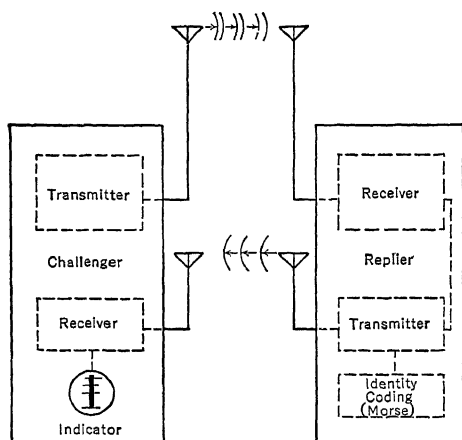 Transmitter
Challenger
Receiver
Indicator
Receiver
Replier
Transmitter
Identity
Coding
(Morse)